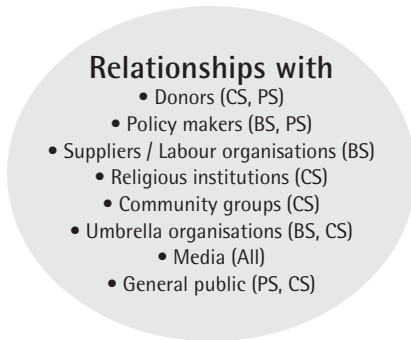 Relationships with
• Donors (CS, PS)
• Policy makers (BS, PS)
• Suppliers / Labour organisations (BS)
• Religious institutions (CS)
• Community groups (CS)
• Umbrella organisations (BS, CS)
• Media (All)
• General public (PS, CS)